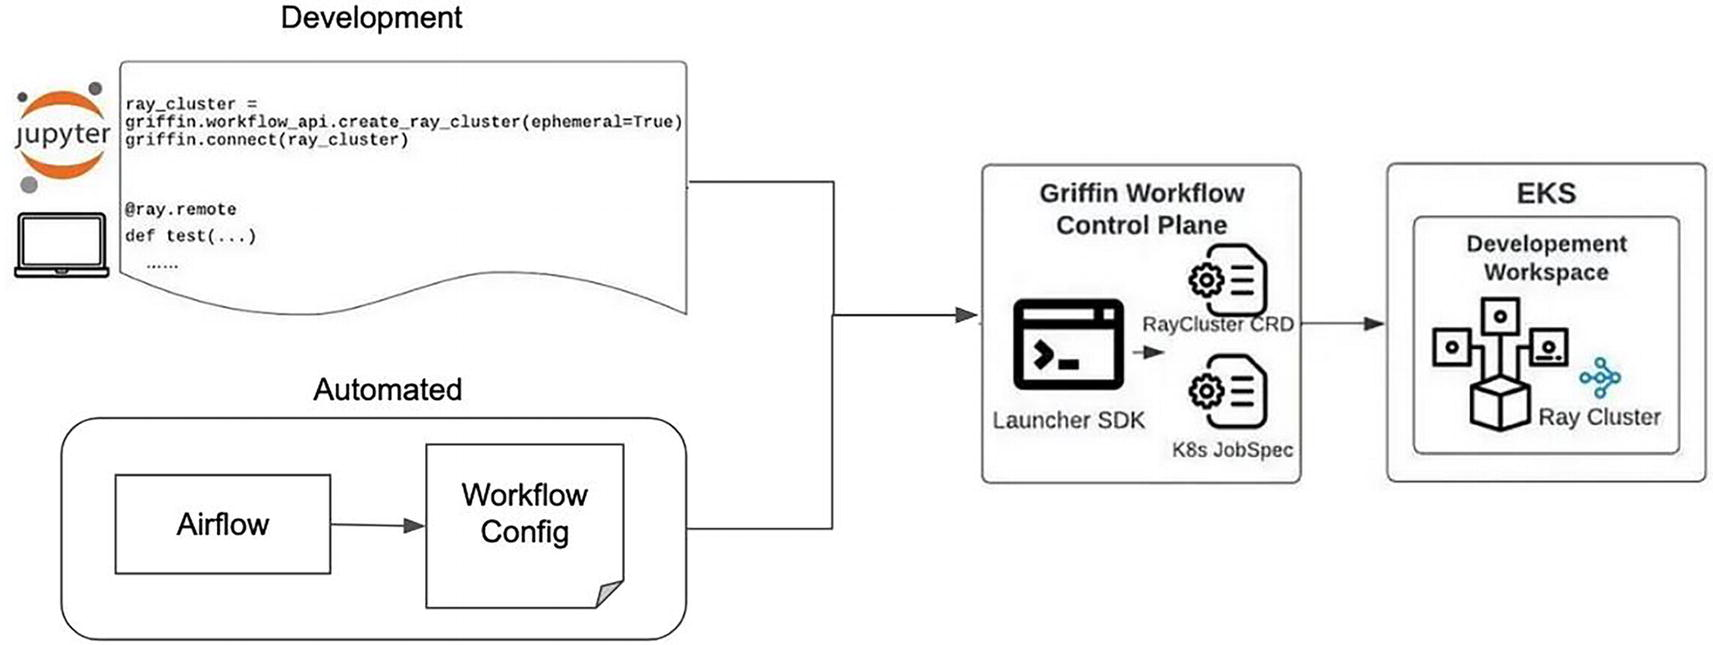 Development
jupyter
ray_cluster =
griffin.workflow_api.create_ray_cluster(ephemeral=True)
griffin.connect(ray_cluster)
@ray.remote
def test(...)
......
Automated
Airflow
Workflow
Config
Griffin Workflow
Control Plane
RayCluster CRD
Launcher SDK
K8s JobSpec
EKS
Developement
Workspace
Ray Cluster